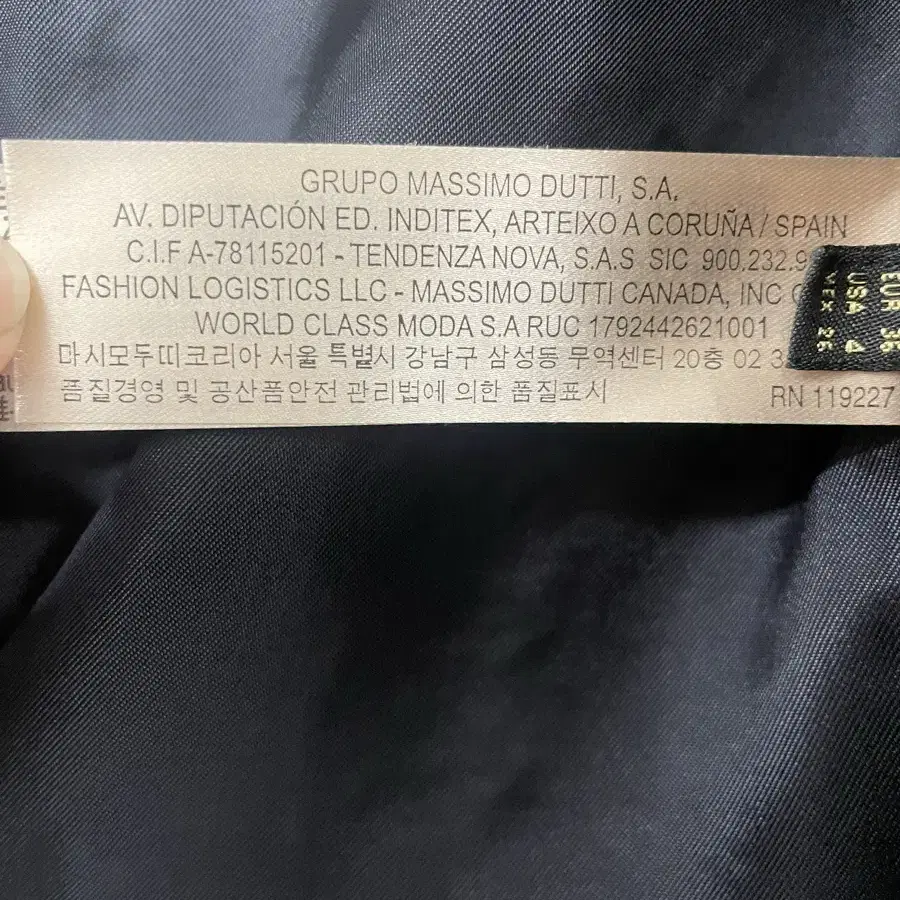 GRUPO MASSIMO DUTTI, S.A.
AV. DIPUTACIÓN ED. INDITEX, ARTEIXO A CORUÑA / SPAIN
C.I.F A-78115201 - TENDENZA NOVA, S.A.S SIC 900.232.9
FASHION LOGISTICS LLC - MASSIMO DUTTI CANADA, INC
WORLD CLASS MODA S.A RUC 1792442621001
마시모두띠코리아 서울 특별시 강남구 삼성동 무역센터 20층 02 3
품질경영 및 공산품안전 관리법에 의한 품질표시
RN 119227
EUR 36
USA 4
MEX 26